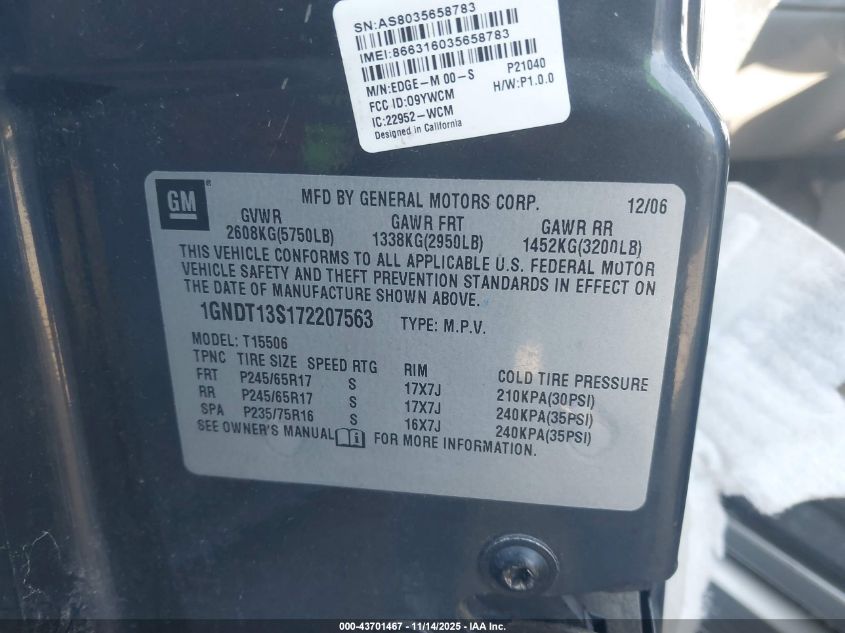 SN:AS8035658783
IMEI:866316035658783
M/N:EDGE-M 00-S P21040
FCC ID:O9YWCM H/W:P1.0.0
IC:22952-WCM
Designed in California
GM
MFD BY GENERAL MOTORS CORP. 12/06
GVWR GAWR FRT GAWR RR
2608KG(5750LB) 1338KG(2950LB) 1452KG(3200LB)
THIS VEHICLE CONFORMS TO ALL APPLICABLE U.S. FEDERAL MOTOR
VEHICLE SAFETY AND THEFT PREVENTION STANDARDS IN EFFECT ON
THE DATE OF MANUFACTURE SHOWN ABOVE.
1GNDT13S172207563 TYPE: M.P.V.
MODEL: T15506
TPNC TIRE SIZE SPEED RTG RIM COLD TIRE PRESSURE
FRT P245/65R17 S 17X7J 210KPA(30PSI)
RR P245/65R17 S 17X7J 240KPA(35PSI)
SPA P235/75R16 S 16X7J 240KPA(35PSI)
SEE OWNER'S MANUAL FOR MORE INFORMATION.
000-43701467 - 11/14/2025 - IAA Inc.